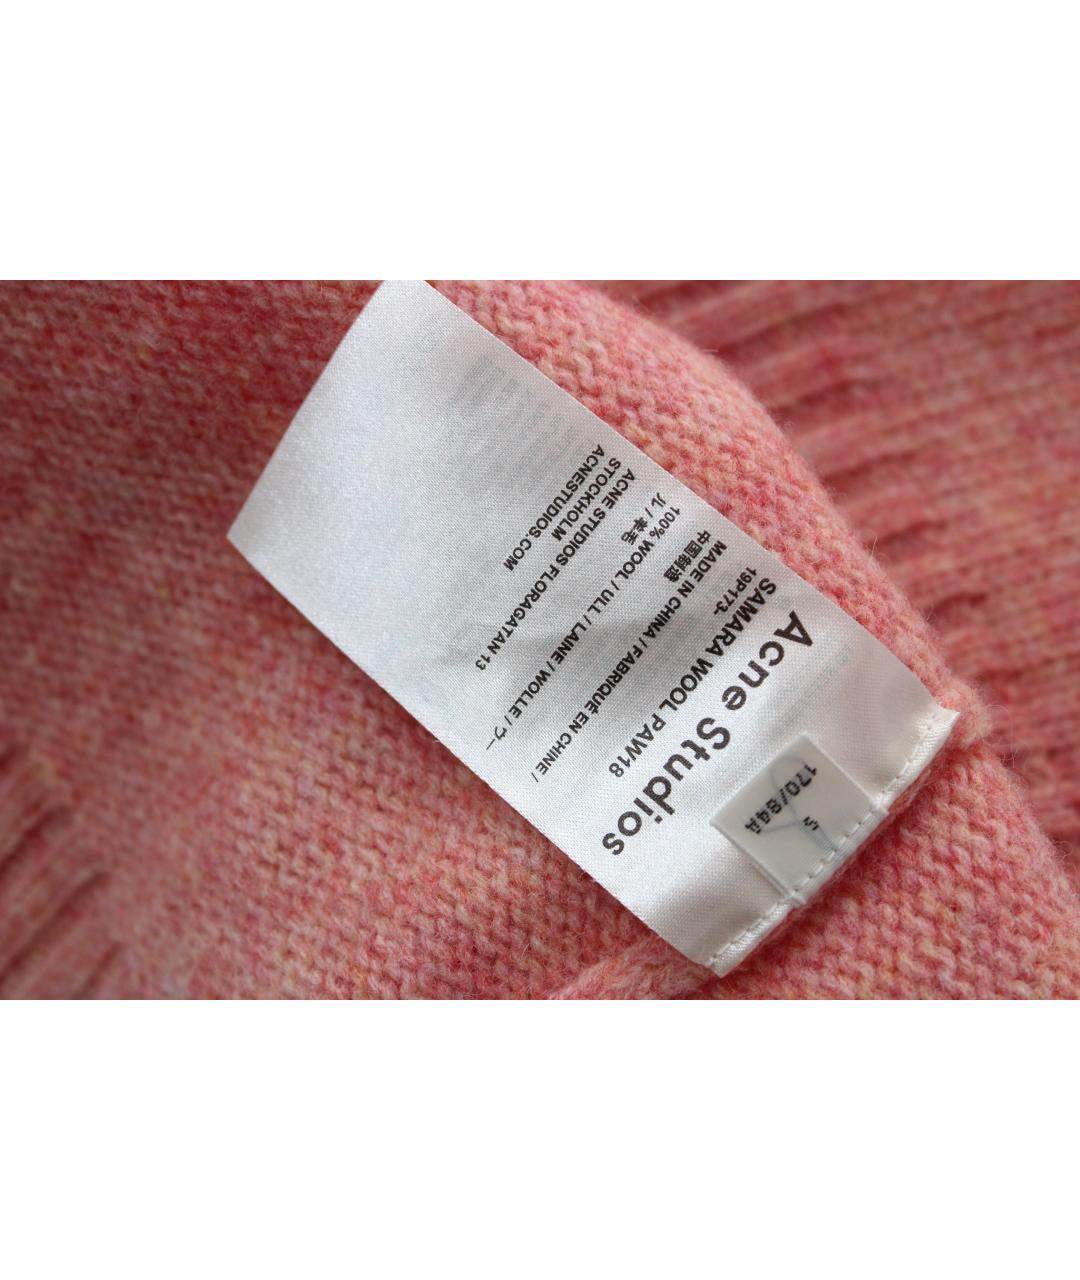 Acne Studios
SAMARA WOOL PAW18
19P173-
MADE IN CHINA / FABRIQUÉ EN CHINE /
中国制造
100% WOOL / ULL / LAINE / WOLLE / ウー
ル / 羊毛
ACNE STUDIOS FLORAGATAN 13
STOCKHOLM
ACNESTUDIOS.COM
170/84A